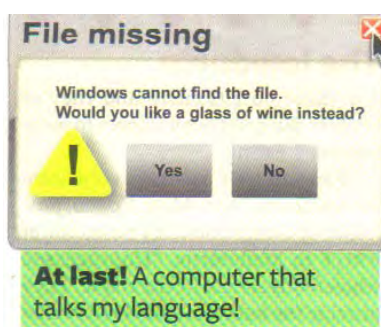 File missing
Windows cannot find the file.
Would you like a glass of wine instead?
!
Yes
No
At last! A computer that
talks my language!